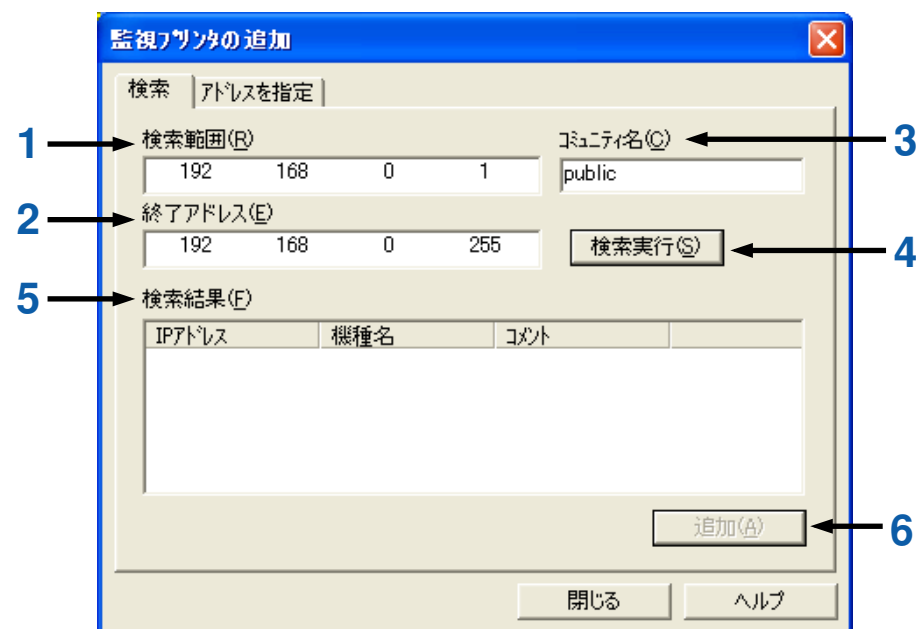 監視プリンタの追加
検索 アドレスを指定
1 検索範囲(R) コミュニティ名(C) 3
192 168 0 1 public
2 終了アドレス(E)
192 168 0 255 検索実行(S) 4
5 検索結果(F)
IPアドレス 機種名 コメント
追加(A) 6
閉じる ヘルプ